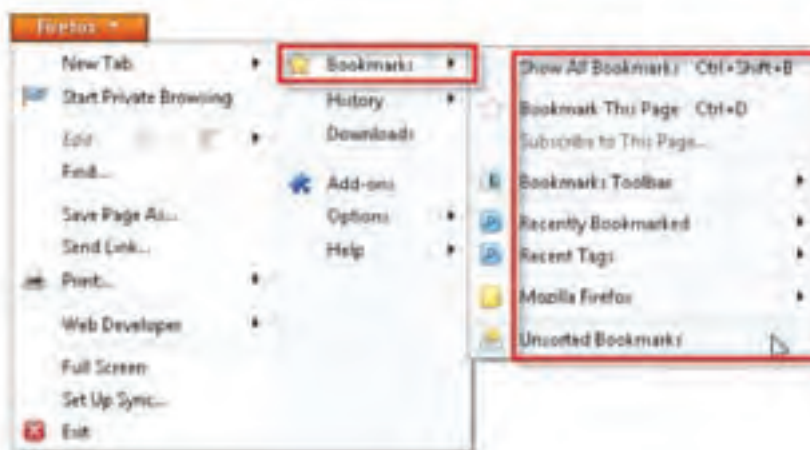 Firefox
New Tab
Start Private Browsing
Edit
Find...
Save Page As...
Send Link...
Print...
Web Developer
Full Screen
Set Up Sync...
Exit
Bookmarks
History
Downloads
Add-ons
Options
Help
Show All Bookmarks Ctrl+Shift+B
Bookmark This Page Ctrl+D
Subscribe to This Page...
Bookmarks Toolbar
Recently Bookmarked
Recent Tags
Mozilla Firefox
Unsorted Bookmarks